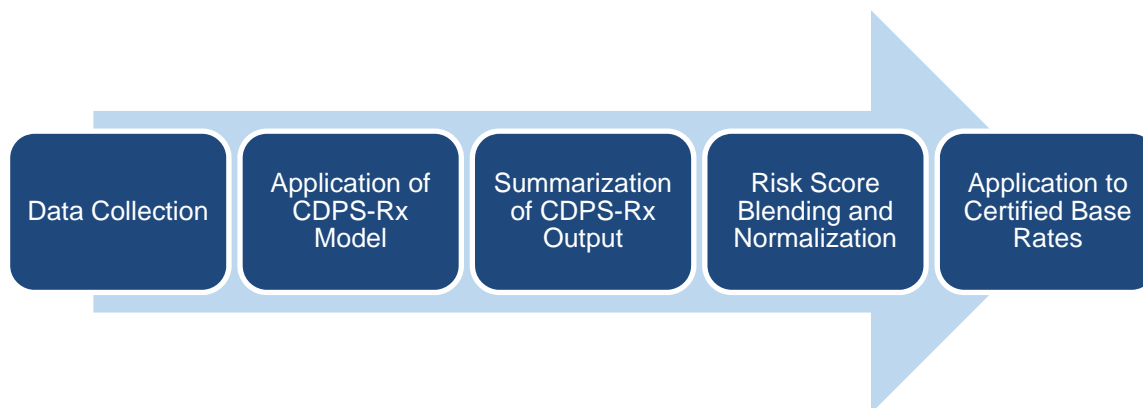 Data Collection
Application of
CDPS-Rx
Model
Summarization
of CDPS-Rx
Output
Risk Score
Blending and
Normalization
Application to
Certified Base
Rates